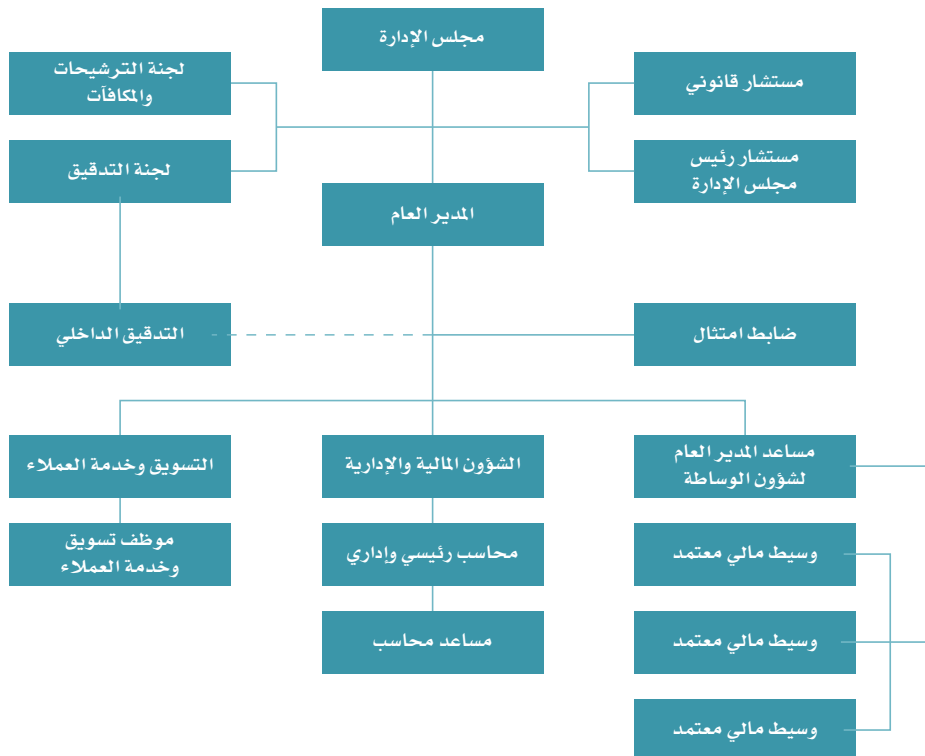 مجلس الإدارة
مستشار قانوني
لجنة الترشيحات
والمكافآت
مستشار رئيس
مجلس الإدارة
لجنة التدقيق
المدير العام
ضابط امتثال
التدقيق الداخلي
مساعد المدير العام
لشؤون الوساطة
الشؤون المالية والإدارية
التسويق وخدمة العملاء
وسيط مالي معتمد
محاسب رئيسي وإداري
موظف تسويق
وخدمة العملاء
وسيط مالي معتمد
مساعد محاسب
وسيط مالي معتمد